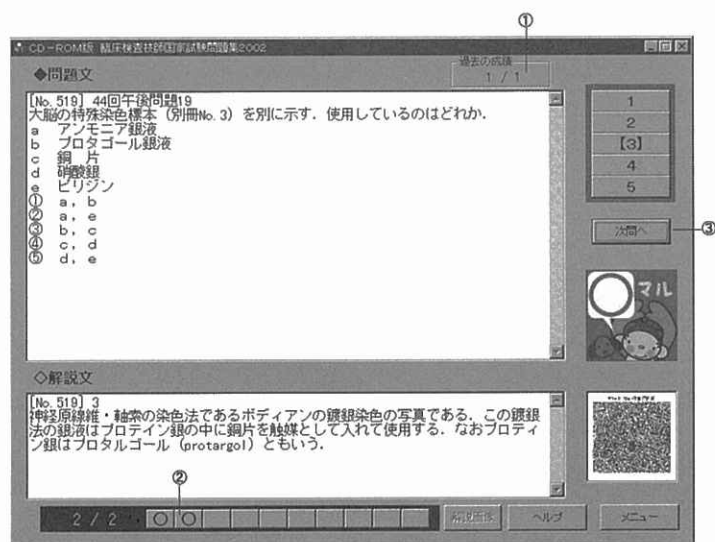 ①
CD-ROM版 臨床検査技師国家試験問題集2002
◆問題文
過去の成績
1 / 1
[No. 519] 44回午後問題19
大脳の特殊染色標本(別冊No. 3)を別に示す.使用しているのはどれか.
a アンモニア銀液
b プロタゴール銀液
c 銅 片
d 硝酸銀
e ピリジン
① a, b
② a, e
③ b, c
④ c, d
⑤ d, e
1
2
【3】
4
5
次問へ
③
マル
◇解説文
[No. 519] 3
神経原線維・軸索の染色法であるボディアンの鍍銀染色の写真である.この鍍銀
法の銀液はプロテイン銀の中に銅片を触媒として入れて使用する.なおプロティ
ン銀はプロタルゴール(protargol)ともいう.
②
2 / 2
解説画像
ヘルプ
メニュー